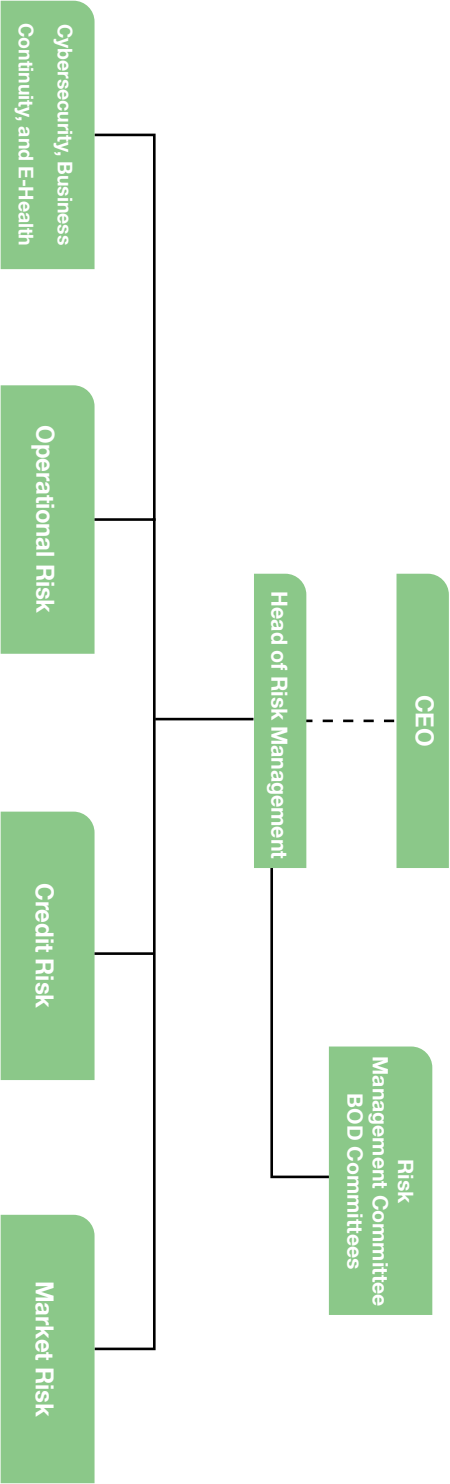 CEO
Risk
Management Committee
BOD Committees
Head of Risk Management
Cybersecurity, Business
Continuity, and E-Health
Operational Risk
Credit Risk
Market Risk